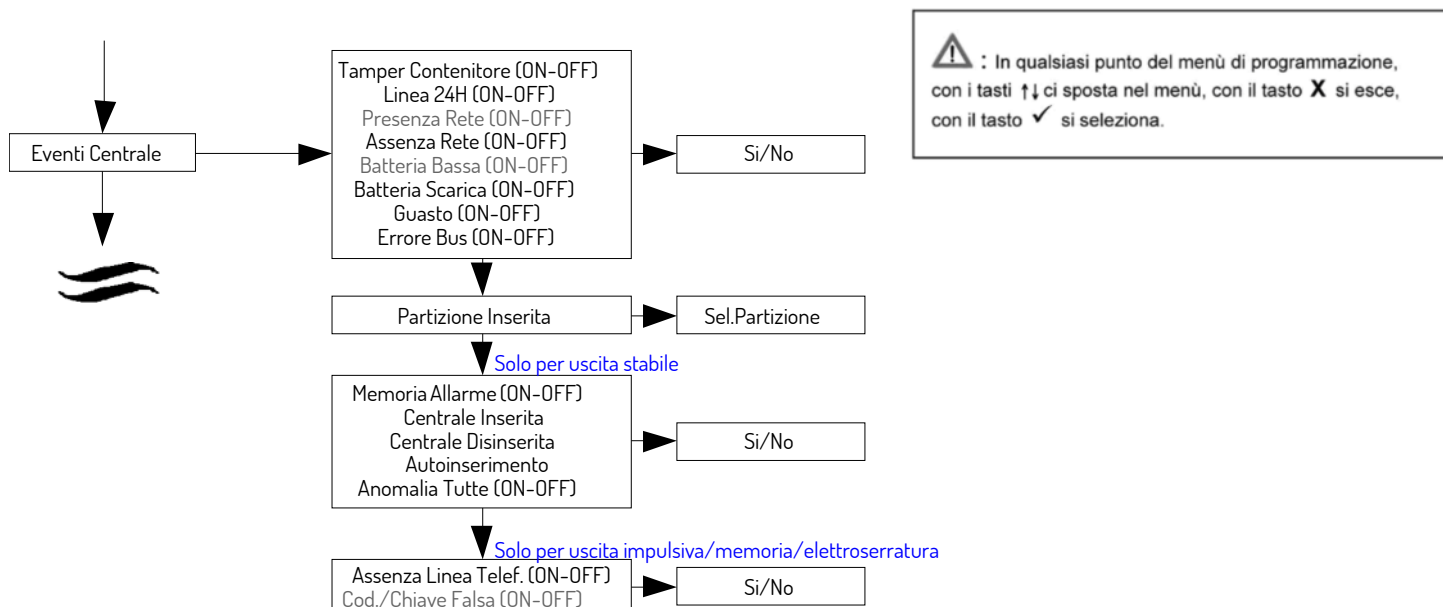 Eventi Centrale
Tamper Contenitore (ON-OFF)
Linea 24H (ON-OFF)
Presenza Rete (ON-OFF)
Assenza Rete (ON-OFF)
Batteria Bassa (ON-OFF)
Batteria Scarica (ON-OFF)
Guasto (ON-OFF)
Errore Bus (ON-OFF)
Si/No
Partizione Inserita
Sel.Partizione
Solo per uscita stabile
Memoria Allarme (ON-OFF)
Centrale Inserita
Centrale Disinserita
Autoinserimento
Anomalia Tutte (ON-OFF)
Si/No
Solo per uscita impulsiva/memoria/elettroserratura
Assenza Linea Telef. (ON-OFF)
Cod./Chiave Falsa (ON-OFF)
Si/No
: In qualsiasi punto del menù di programmazione,
con i tasti ↑↓ ci sposta nel menù, con il tasto X si esce,
con il tasto ✓ si seleziona.